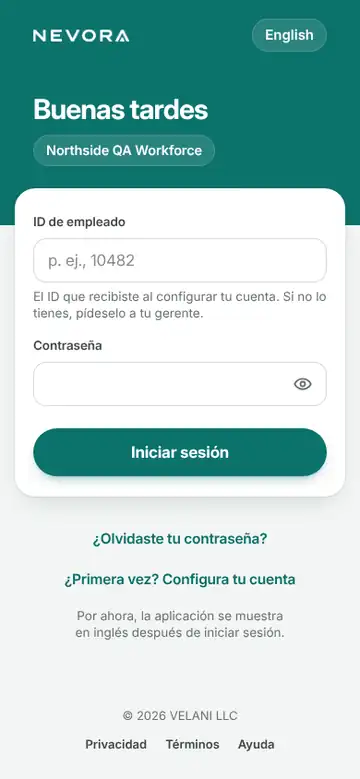 NEVORA
English
Buenas tardes
Northside QA Workforce
ID de empleado
p. ej., 10482
El ID que recibiste al configurar tu cuenta. Si no lo
tienes, pídeselo a tu gerente.
Contraseña
Iniciar sesión
¿Olvidaste tu contraseña?
¿Primera vez? Configura tu cuenta
Por ahora, la aplicación se muestra
en inglés después de iniciar sesión.
© 2026 VELANI LLC
Privacidad Términos Ayuda